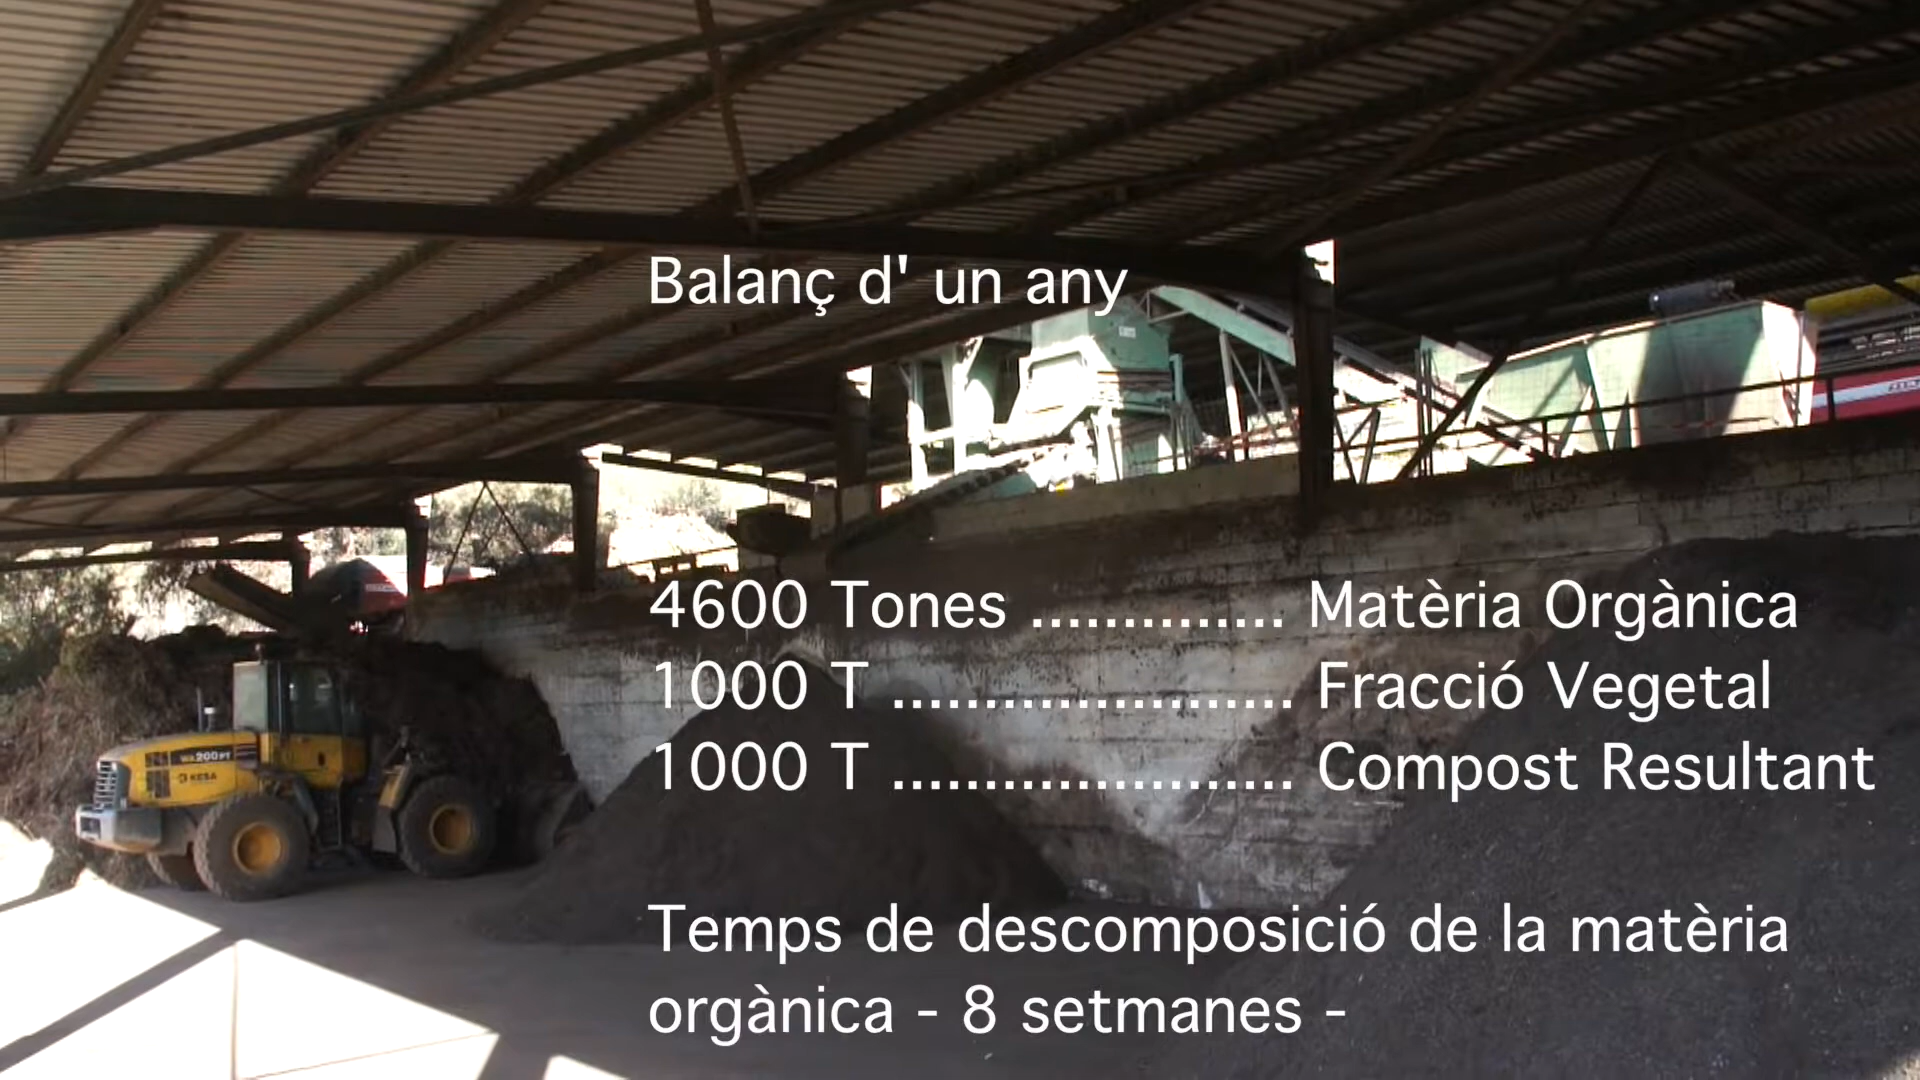 Balanç d' un any
4600 Tones .............. Matèria Orgànica
1000 T ...................... Fracció Vegetal
1000 T ...................... Compost Resultant
Temps de descomposició de la matèria
orgànica - 8 setmanes -
WA200PT